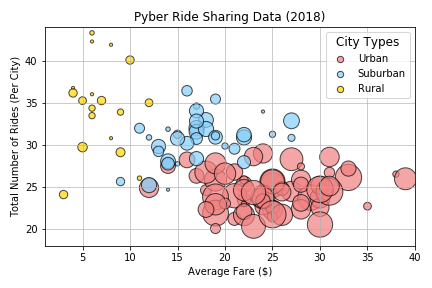 Pyber Ride Sharing Data (2018)
Total Number of Rides (Per City)
40
35
30
25
20
City Types
Urban
Suburban
Rural
5
10
15
20
25
30
35
40
Average Fare ($)